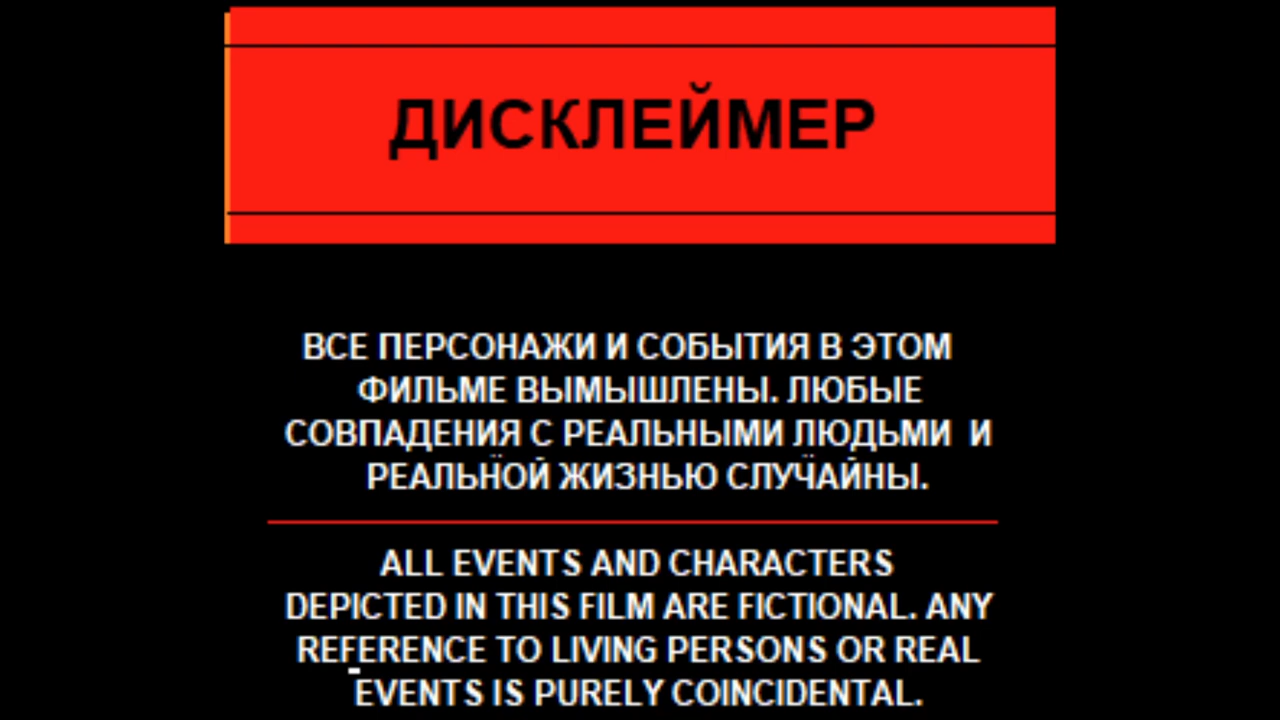 ДИСКЛЕЙМЕР
ВСЕ ПЕРСОНАЖИ И СОБЫТИЯ В ЭТОМ
ФИЛЬМЕ ВЫМЫШЛЕНЫ. ЛЮБЫЕ
СОВПАДЕНИЯ С РЕАЛЬНЫМИ ЛЮДЬМИ И
РЕАЛЬНОЙ ЖИЗНЬЮ СЛУЧАЙНЫ.
ALL EVENTS AND CHARACTERS
DEPICTED IN THIS FILM ARE FICTIONAL. ANY
REFERENCE TO LIVING PERSONS OR REAL
EVENTS IS PURELY COINCIDENTAL.